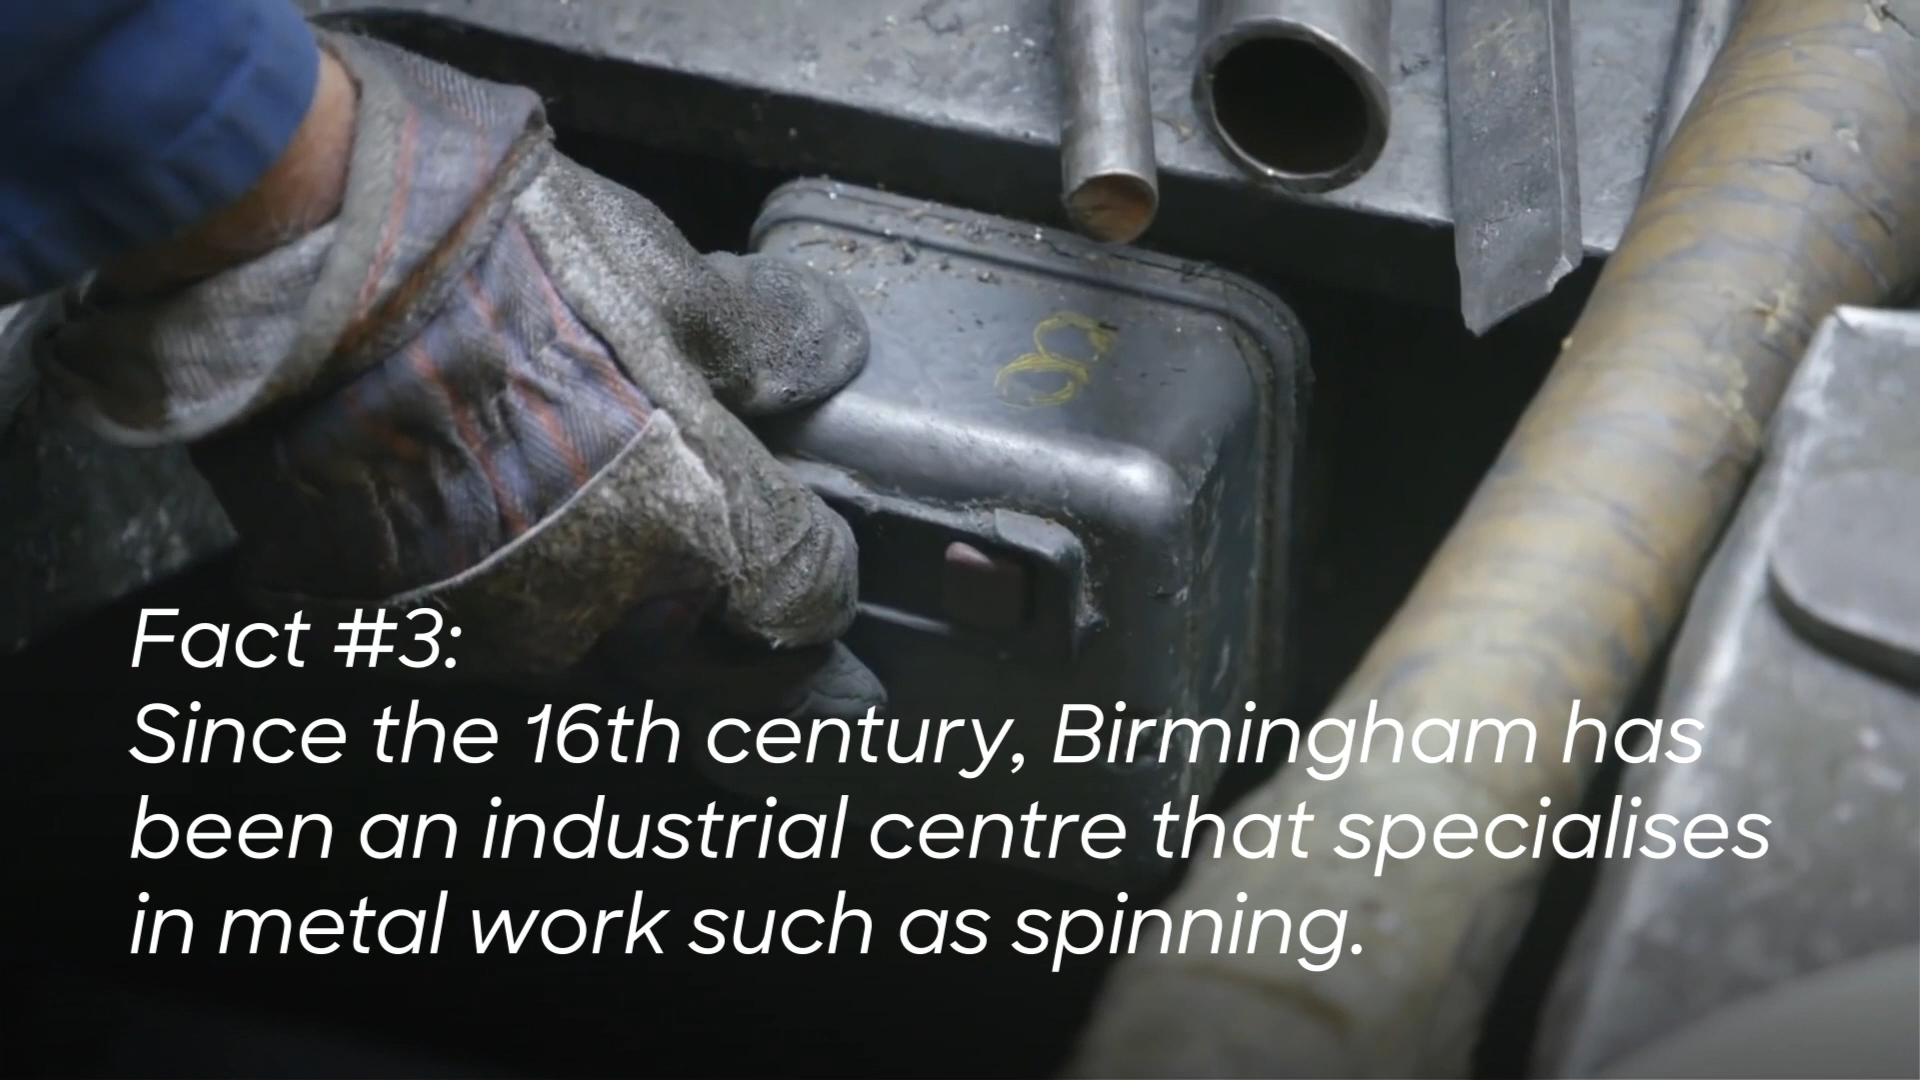 8
Fact #3:
Since the 16th century, Birmingham has
been an industrial centre that specialises
in metal work such as spinning.